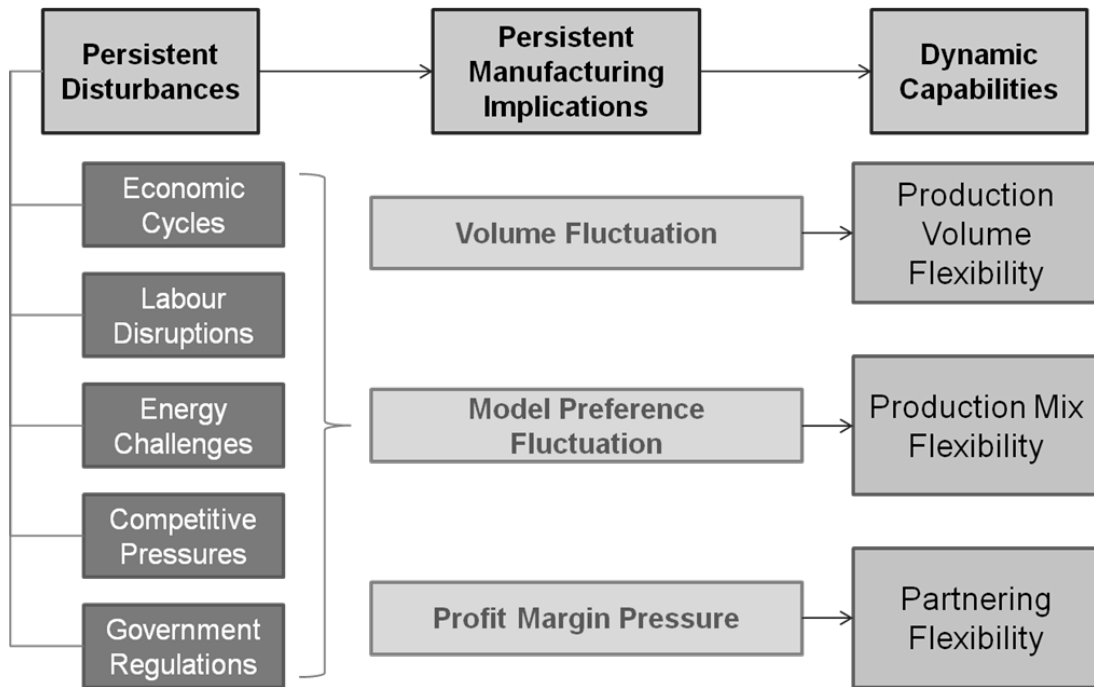 Persistent
Disturbances
Persistent
Manufacturing
Implications
Dynamic
Capabilities
Economic
Cycles
Labour
Disruptions
Energy
Challenges
Competitive
Pressures
Government
Regulations
Volume Fluctuation
Model Preference
Fluctuation
Profit Margin Pressure
Production
Volume
Flexibility
Production Mix
Flexibility
Partnering
Flexibility